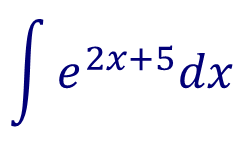 ∫ e^{2x+5} dx